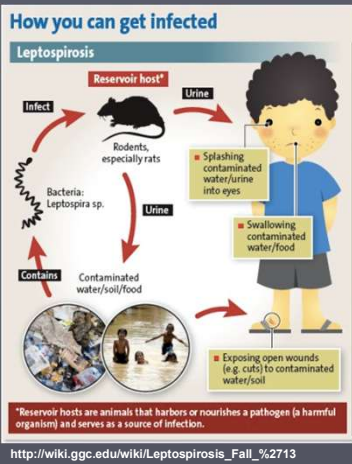 How you can get infected
Leptospirosis
Reservoir host*
Infect
Urine
Rodents,
especially rats
Bacteria:
Leptospira sp.
Urine
Contains
Contaminated
water/soil/food
Splashing
contaminated
water/urine
into eyes
Swallowing
contaminated
water/food
Exposing open wounds
(e.g. cuts) to contaminated
water/soil
*Reservoir hosts are animals that harbors or nourishes a pathogen (a harmful
organism) and serves as a source of infection.
http://wiki.ggc.edu/wiki/Leptospirosis_Fall_%2713